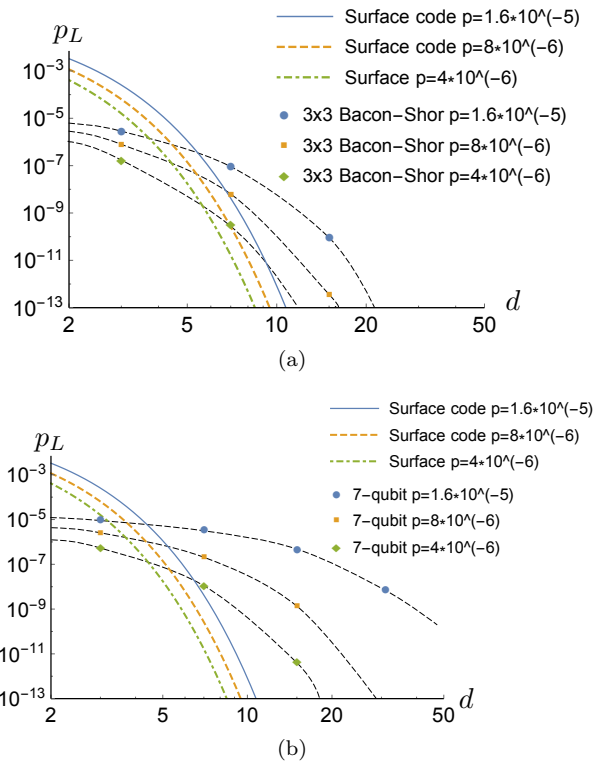 p_L
Surface code p=1.6*10^(-5)
Surface code p=8*10^(-6)
Surface p=4*10^(-6)
3x3 Bacon-Shor p=1.6*10^(-5)
3x3 Bacon-Shor p=8*10^(-6)
3x3 Bacon-Shor p=4*10^(-6)
10^-3
10^-5
10^-7
10^-9
10^-11
10^-13
2 5 10 20 50
d
(a)
p_L
Surface code p=1.6*10^(-5)
Surface code p=8*10^(-6)
Surface p=4*10^(-6)
7-qubit p=1.6*10^(-5)
7-qubit p=8*10^(-6)
7-qubit p=4*10^(-6)
10^-3
10^-5
10^-7
10^-9
10^-11
10^-13
2 5 10 20 50
d
(b)